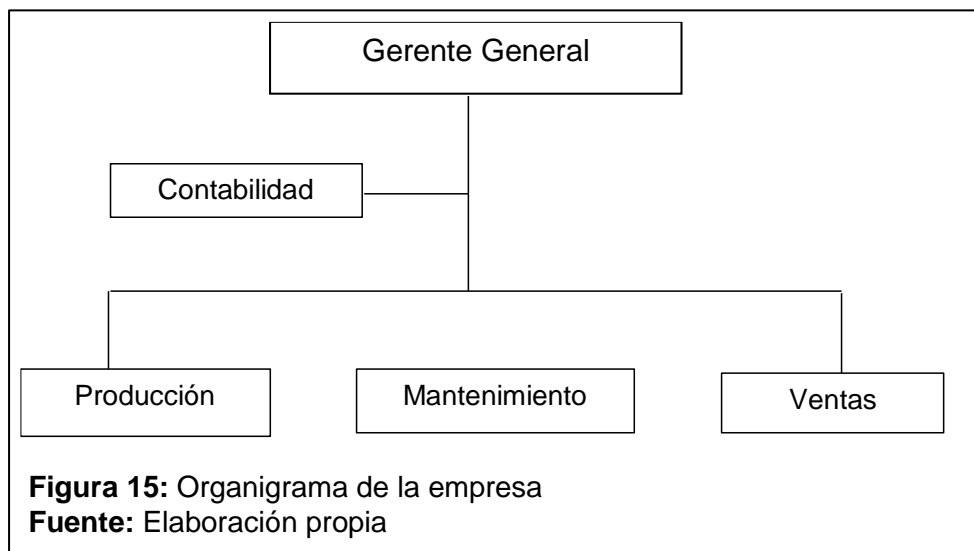 Gerente General
Contabilidad
Producción
Mantenimiento
Ventas
Figura 15: Organigrama de la empresa
Fuente: Elaboración propia